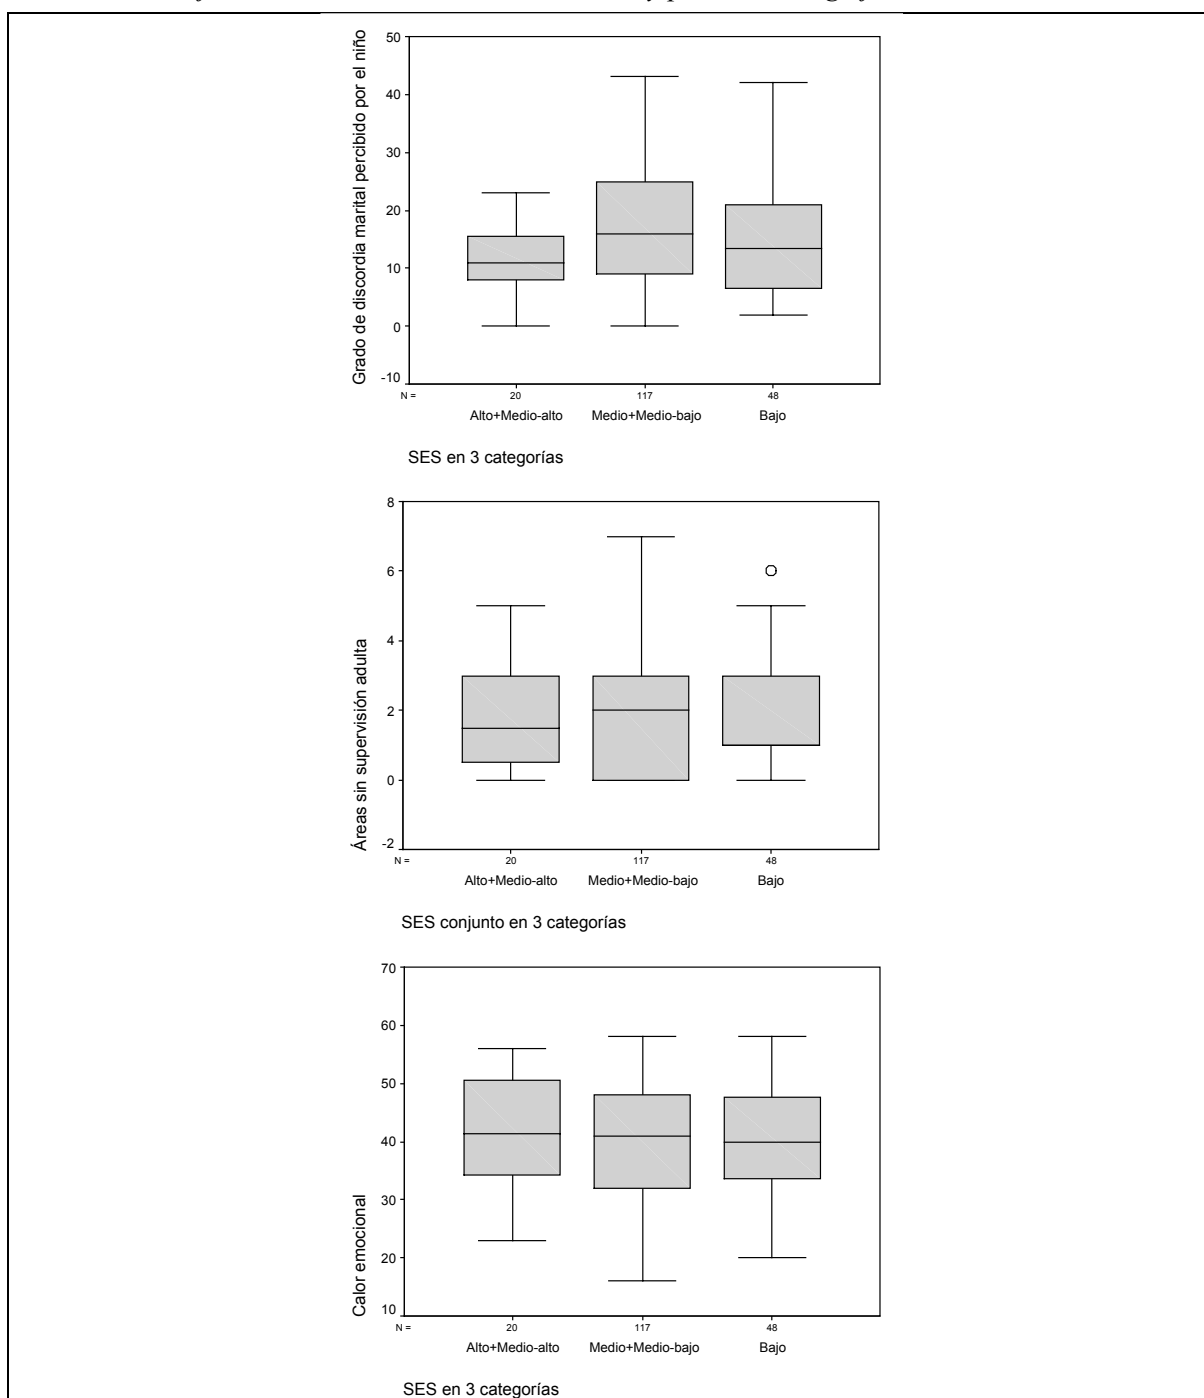 Grado de discordia marital percibido por el niño
50
40
30
20
10
0
-10
N = 20 117 48
Alto+Medio-alto Medio+Medio-bajo Bajo
SES en 3 categorías
Áreas sin supervisión adulta
8
6
4
2
0
-2
N = 20 117 48
Alto+Medio-alto Medio+Medio-bajo Bajo
SES conjunto en 3 categorías
Calor emocional
70
60
50
40
30
20
10
N = 20 117 48
Alto+Medio-alto Medio+Medio-bajo Bajo
SES en 3 categorías